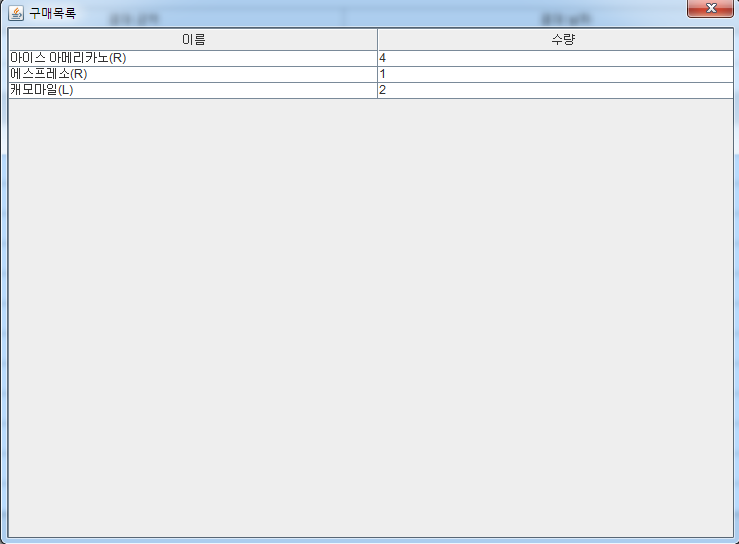 구매목록
이름 수량
아이스 아메리카노(R) 4
에스프레소(R) 1
캐모마일(L) 2